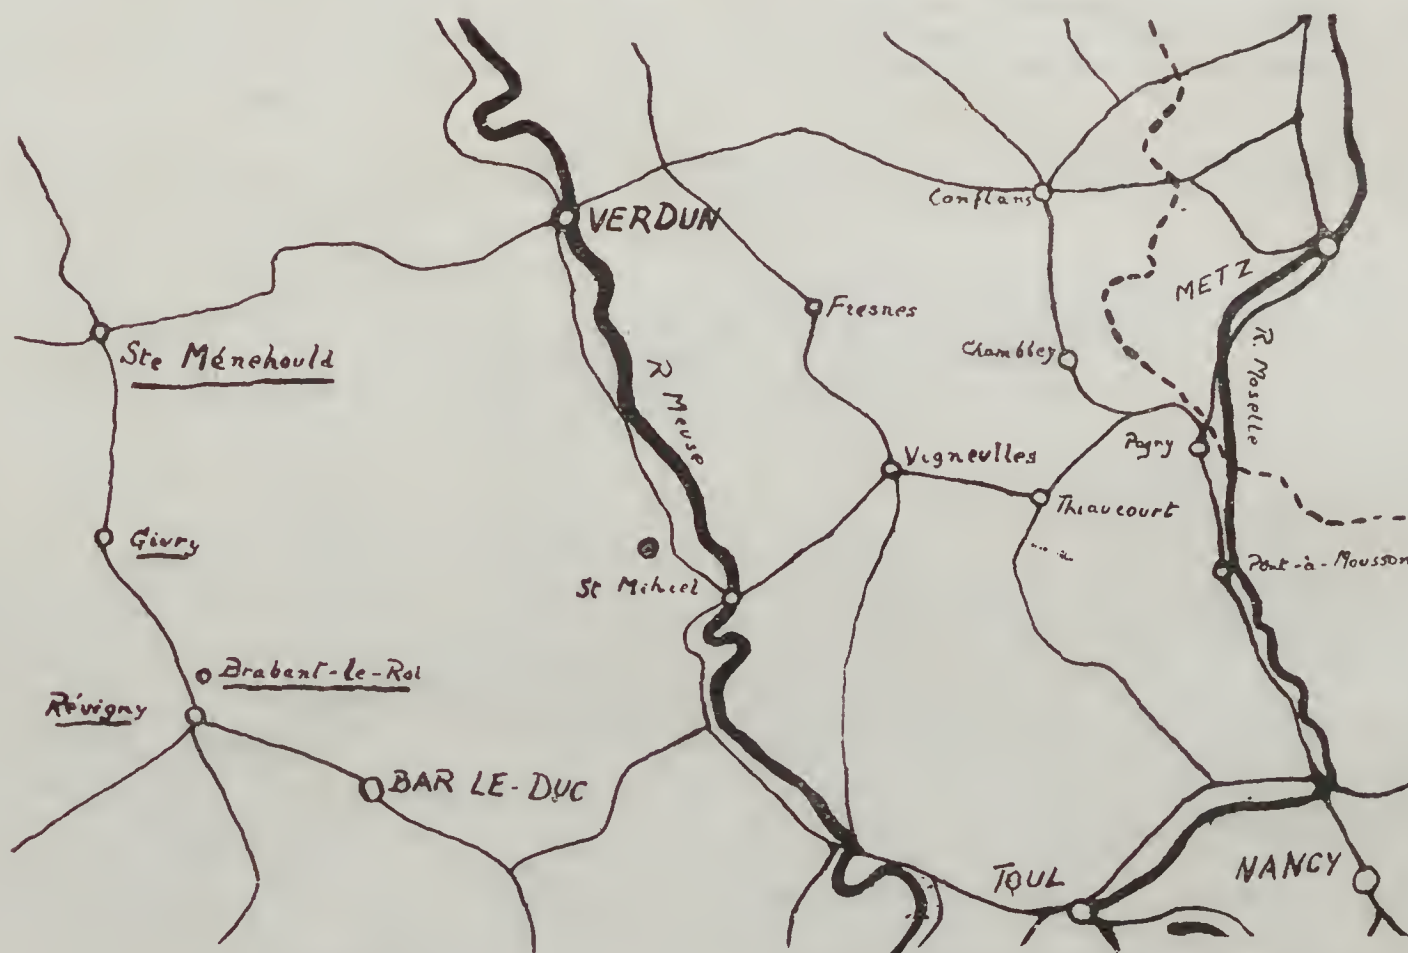 Conflans
VERDUN
METZ
Fresnes
Chambley
Ste Ménehould
R. Moselle
R Meuse
Pagny
Vigneulles
Thiaucourt
Givry
Pont-à-Mousson
St Mihiel
Brabant-le-Roi
Révigny
BAR LE-DUC
TOUL
NANCY